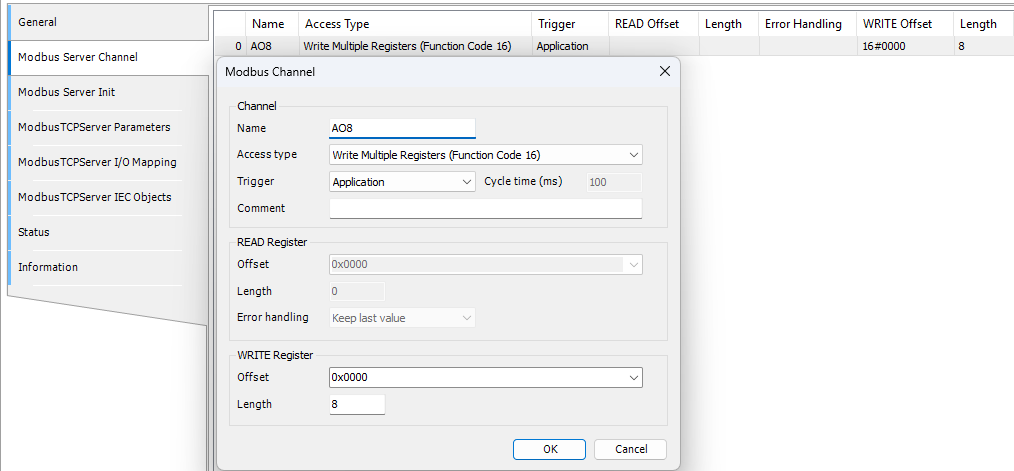 General
Modbus Server Channel
Modbus Server Init
ModbusTCPServer Parameters
ModbusTCPServer I/O Mapping
ModbusTCPServer IEC Objects
Status
Information
Name Access Type Trigger READ Offset Length Error Handling WRITE Offset Length
0 AO8 Write Multiple Registers (Function Code 16) Application 16#0000 8
Modbus Channel
Channel
Name AO8
Access type Write Multiple Registers (Function Code 16)
Trigger Application Cycle time (ms) 100
Comment
READ Register
Offset 0x0000
Length 0
Error handling Keep last value
WRITE Register
Offset 0x0000
Length 8
OK Cancel